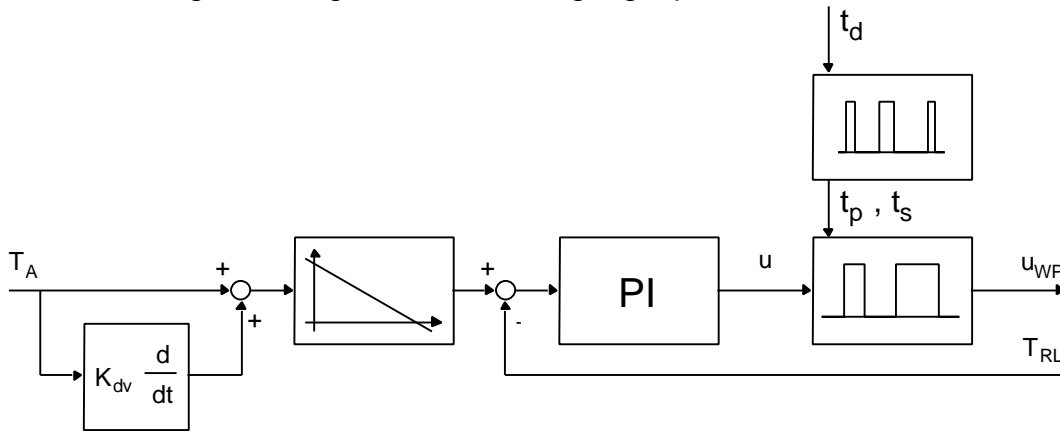 t_d
t_p , t_s
T_A
+
+
K_dv d/dt
+
-
PI
u
u_WP
T_RL